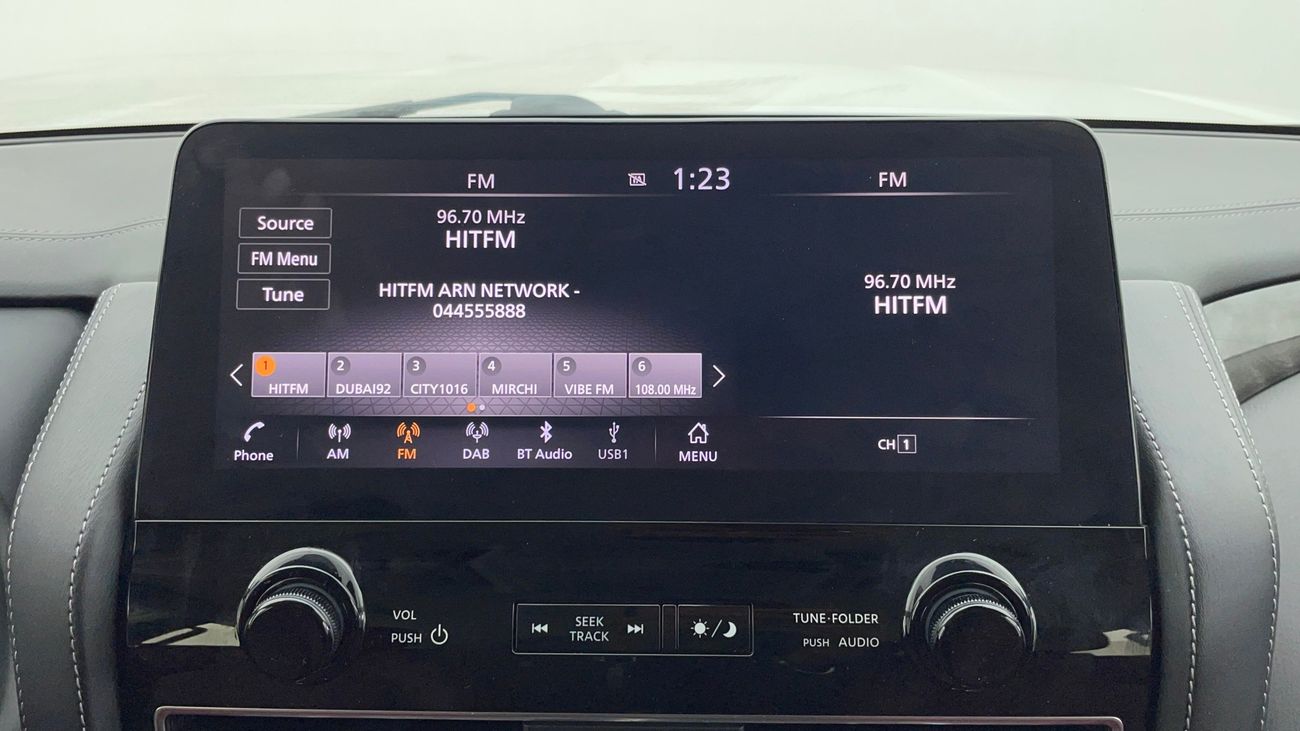 FM
TA
1:23
FM
Source
96.70 MHz
HITFM
FM Menu
Tune
HITFM ARN NETWORK -
044555888
96.70 MHz
HITFM
1 HITFM
2 DUBAI92
3 CITY1016
4 MIRCHI
5 VIBE FM
6 108.00 MHz
Phone
AM
FM
DAB
BT Audio
USB1
MENU
CH 1
VOL
PUSH
SEEK
TRACK
TUNE·FOLDER
PUSH AUDIO